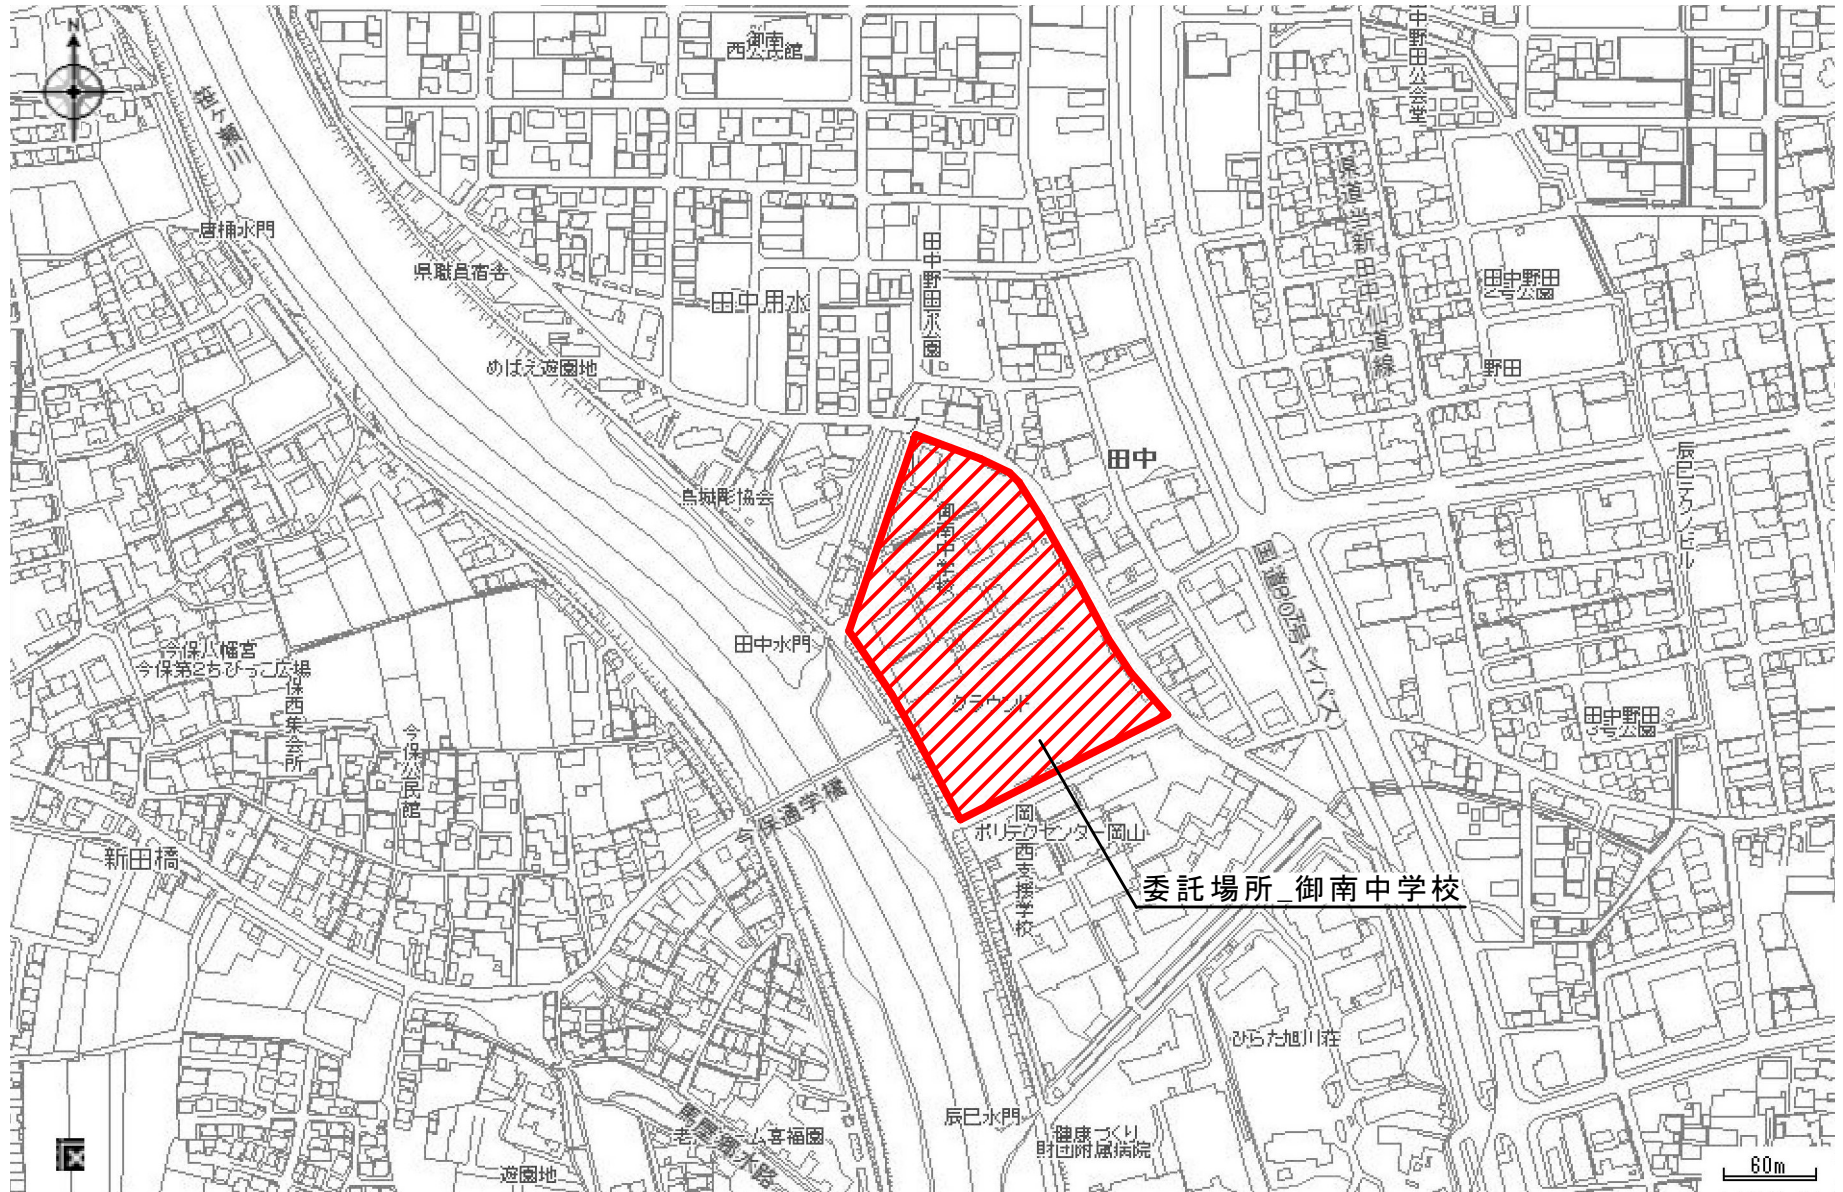 N
御南
西公民館
田中野田公会堂
唐樋水門
県職員宿舎
田中用水
田中野田公園
県道当新田中仙道線
田中野田
2号公園
めばえ遊園地
野田
烏城彫協会
田中
御南中学校
辰巳テクノビル
国道180号バイパス
田中水門
今保八幡宮
今保第2ちびっこ広場
保西集会所
今保公民館
グラウンド
田中野田
3号公園
今保通学橋
新田橋
ポリテクセンター岡山
岡 西支援学校
委託場所_御南中学校
ひらた旭川荘
辰巳水門
健康づくり
財団附属病院
喜福園
遊園地
60m